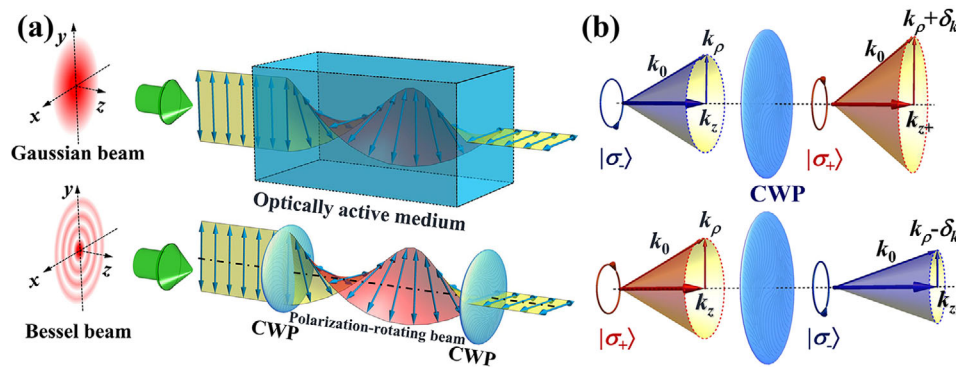 (a)
y
x
z
Gaussian beam
Optically active medium
y
x
z
Bessel beam
CWP
Polarization-rotating beam
CWP
(b)
k₀
kρ
kz
|σ₋⟩
CWP
k₀
kρ+δk
kz+
|σ₊⟩
k₀
kρ
kz
|σ₊⟩
k₀
kρ-δk
kz
|σ₋⟩